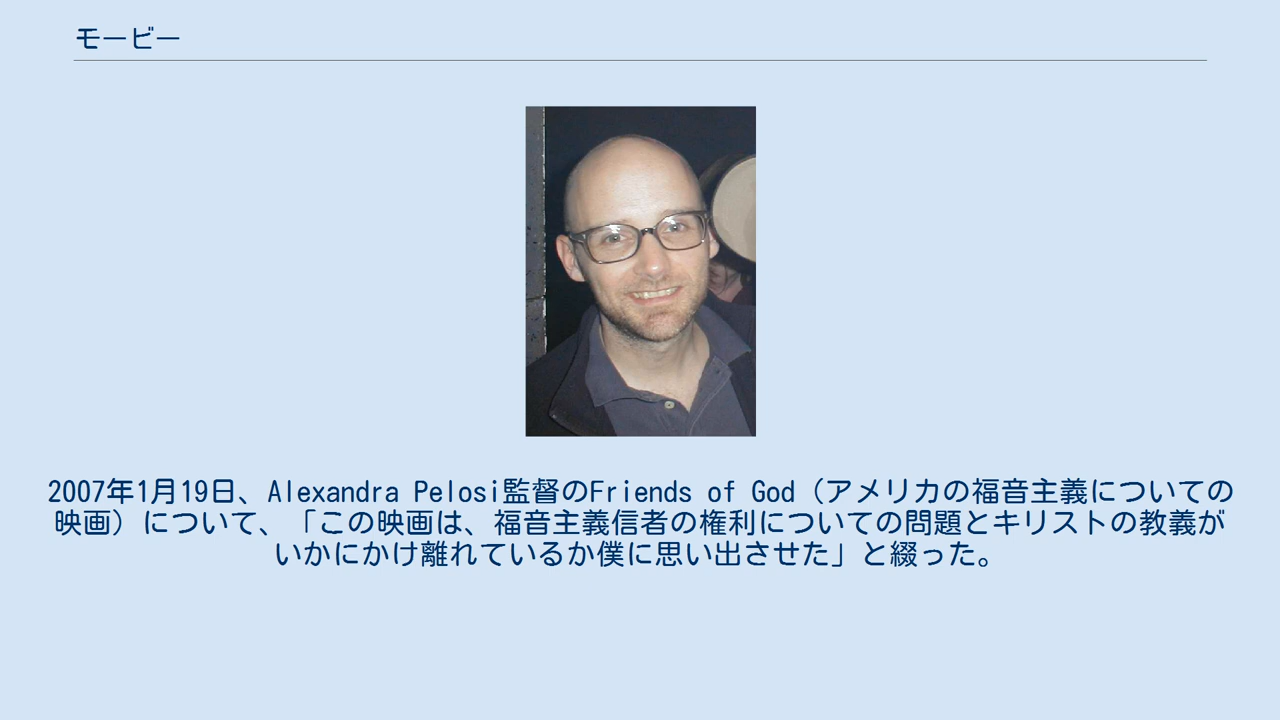 モービー
2007年1月19日、Alexandra Pelosi監督のFriends of God（アメリカの福音主義についての
映画）について、「この映画は、福音主義信者の権利についての問題とキリストの教義が
いかにかけ離れているか僕に思い出させた」と綴った。